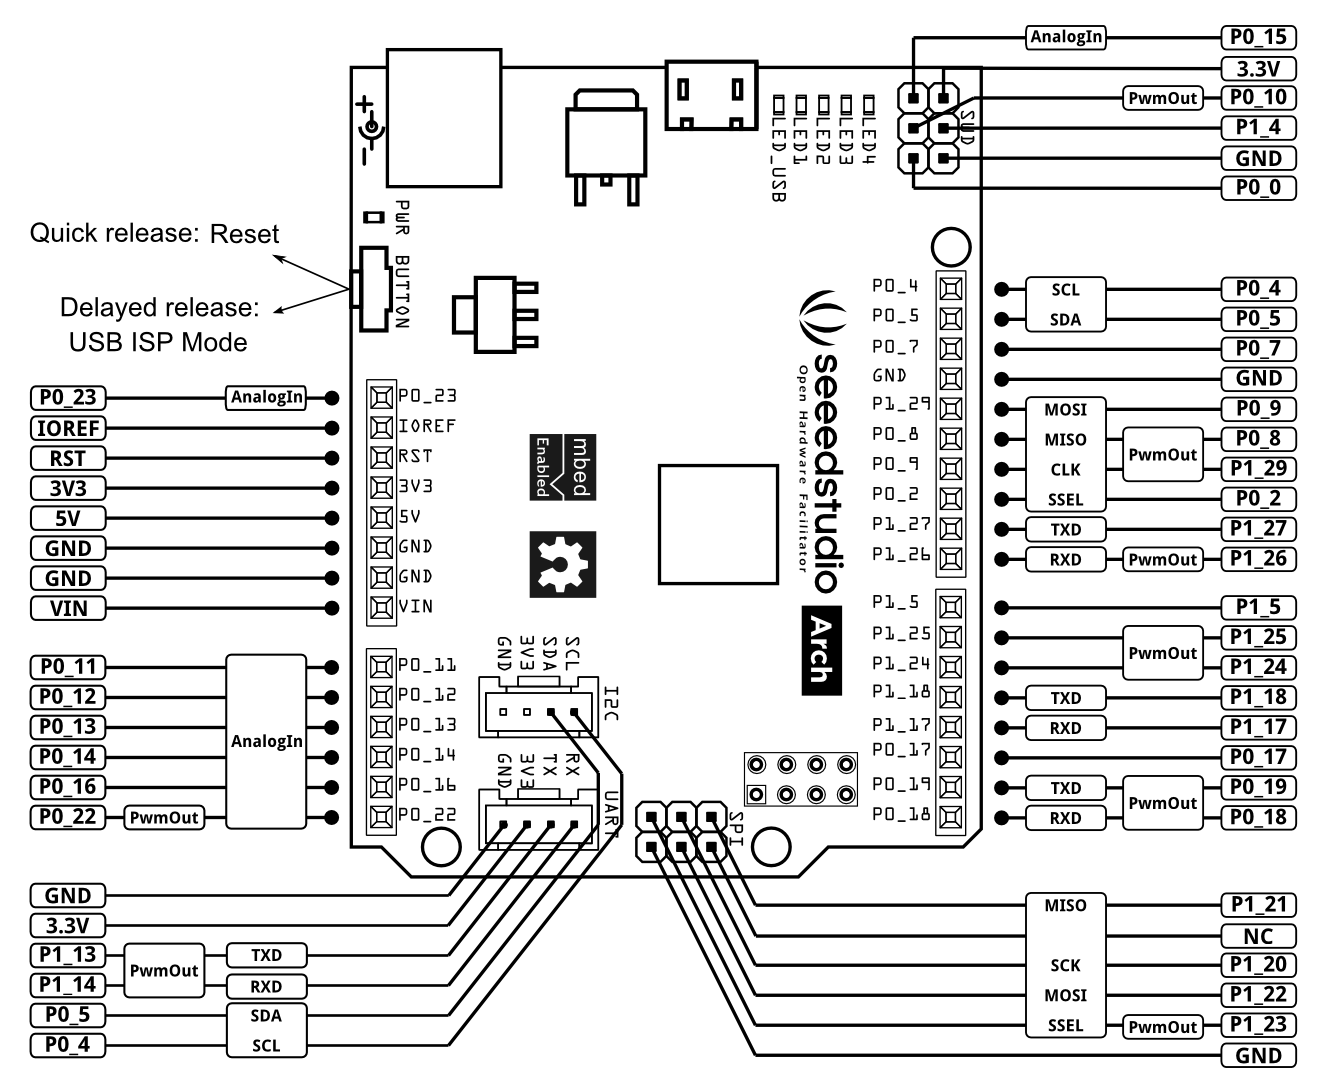 AnalogIn P0_15
3.3V
PwmOut P0_10
P1_4
GND
P0_0
+
-
PWR
BUTTON
Quick release: Reset
Delayed release:
USB ISP Mode
LED_USB
LED1
LED2
LED3
LED4
SWD
P0_23 AnalogIn P0_23
IOREF IOREF
RST RST
3V3 3V3
5V 5V
GND GND
GND GND
VIN VIN
P0_11 P0_11
P0_12 P0_12
P0_13 P0_13
AnalogIn
P0_14 P0_14
P0_16 P0_16
P0_22 PwmOut P0_22
mbed
Enabled
seeedstudio
Open Hardware Facilitator
Arch
P0_4 SCL P0_4
P0_5 SDA P0_5
P0_7 P0_7
GND GND
P1_29 MOSI P0_9
P0_8 MISO P0_8
PwmOut
P0_9 CLK P1_29
P0_2 SSEL P0_2
P1_27 TXD P1_27
P1_26 RXD PwmOut P1_26
P1_5 P1_5
P1_25 P1_25
PwmOut
P1_24 P1_24
P1_18 TXD P1_18
P1_17 RXD P1_17
P0_17 P0_17
P0_19 TXD P0_19
PwmOut
P0_18 RXD P0_18
GND
3V3
SDA
SCL
I2C
GND
3V3
TX
RX
UART
SPI
GND
3.3V
P1_13 TXD
PwmOut
P1_14 RXD
P0_5 SDA
P0_4 SCL
MISO P1_21
NC
SCK P1_20
MOSI P1_22
SSEL PwmOut P1_23
GND